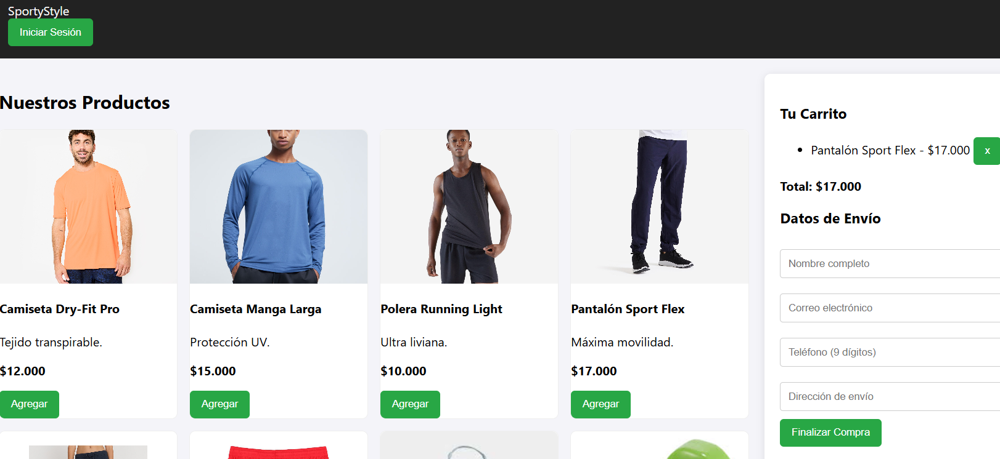 SportyStyle
Iniciar Sesión
Nuestros Productos
Camiseta Dry-Fit Pro
Tejido transpirable.
$12.000
Agregar
Camiseta Manga Larga
Protección UV.
$15.000
Agregar
Polera Running Light
Ultra liviana.
$10.000
Agregar
Pantalón Sport Flex
Máxima movilidad.
$17.000
Agregar
Tu Carrito
• Pantalón Sport Flex - $17.000 x
Total: $17.000
Datos de Envío
Nombre completo
Correo electrónico
Teléfono (9 dígitos)
Dirección de envío
Finalizar Compra